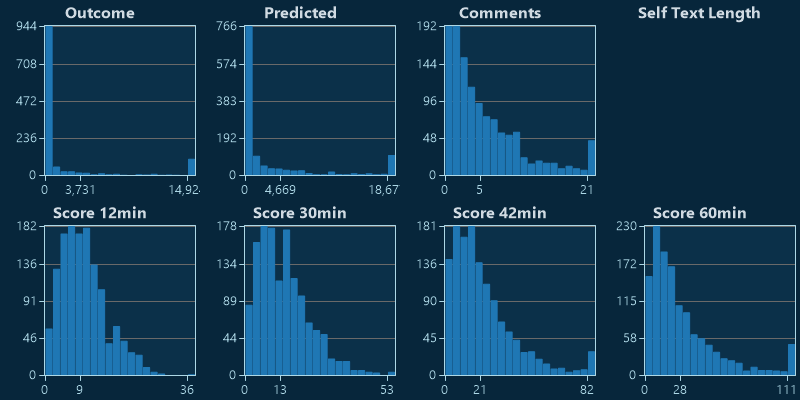 Outcome
944
708
472
236
0
0 3,731 14,92
Predicted
766
574
383
192
0
0 4,669 18,67
Comments
192
144
96
48
0
0 5 21
Self Text Length
Score 12min
182
136
91
46
0
0 9 36
Score 30min
178
134
89
44
0
0 13 53
Score 42min
181
136
90
45
0
0 21 82
Score 60min
230
172
115
58
0
0 28 111